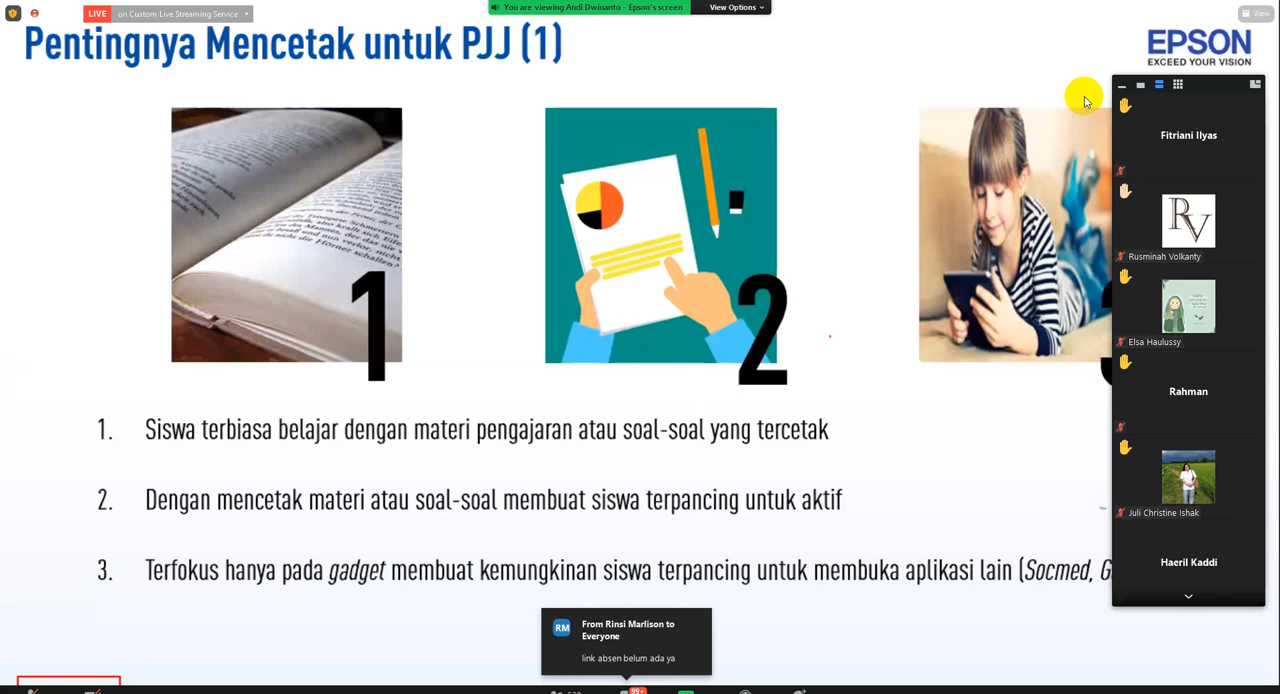 LIVE on Custom Live Streaming Service
You are viewing Andi Dwinanto - Epson's screen View Options
View
Pentingnya Mencetak untuk PJJ (1)
EPSON
EXCEED YOUR VISION
1
2
Fitriani Ilyas
RV
Rusminah Volkanty
Elsa Haulussy
Rahman
Juli Christine Ishak
Haeril Kaddi
1. Siswa terbiasa belajar dengan materi pengajaran atau soal-soal yang tercetak
2. Dengan mencetak materi atau soal-soal membuat siswa terpancing untuk aktif
3. Terfokus hanya pada gadget membuat kemungkinan siswa terpancing untuk membuka aplikasi lain (Socmed,
RM
From Rinsi Marlison to
Everyone
link absen belum ada ya
99+